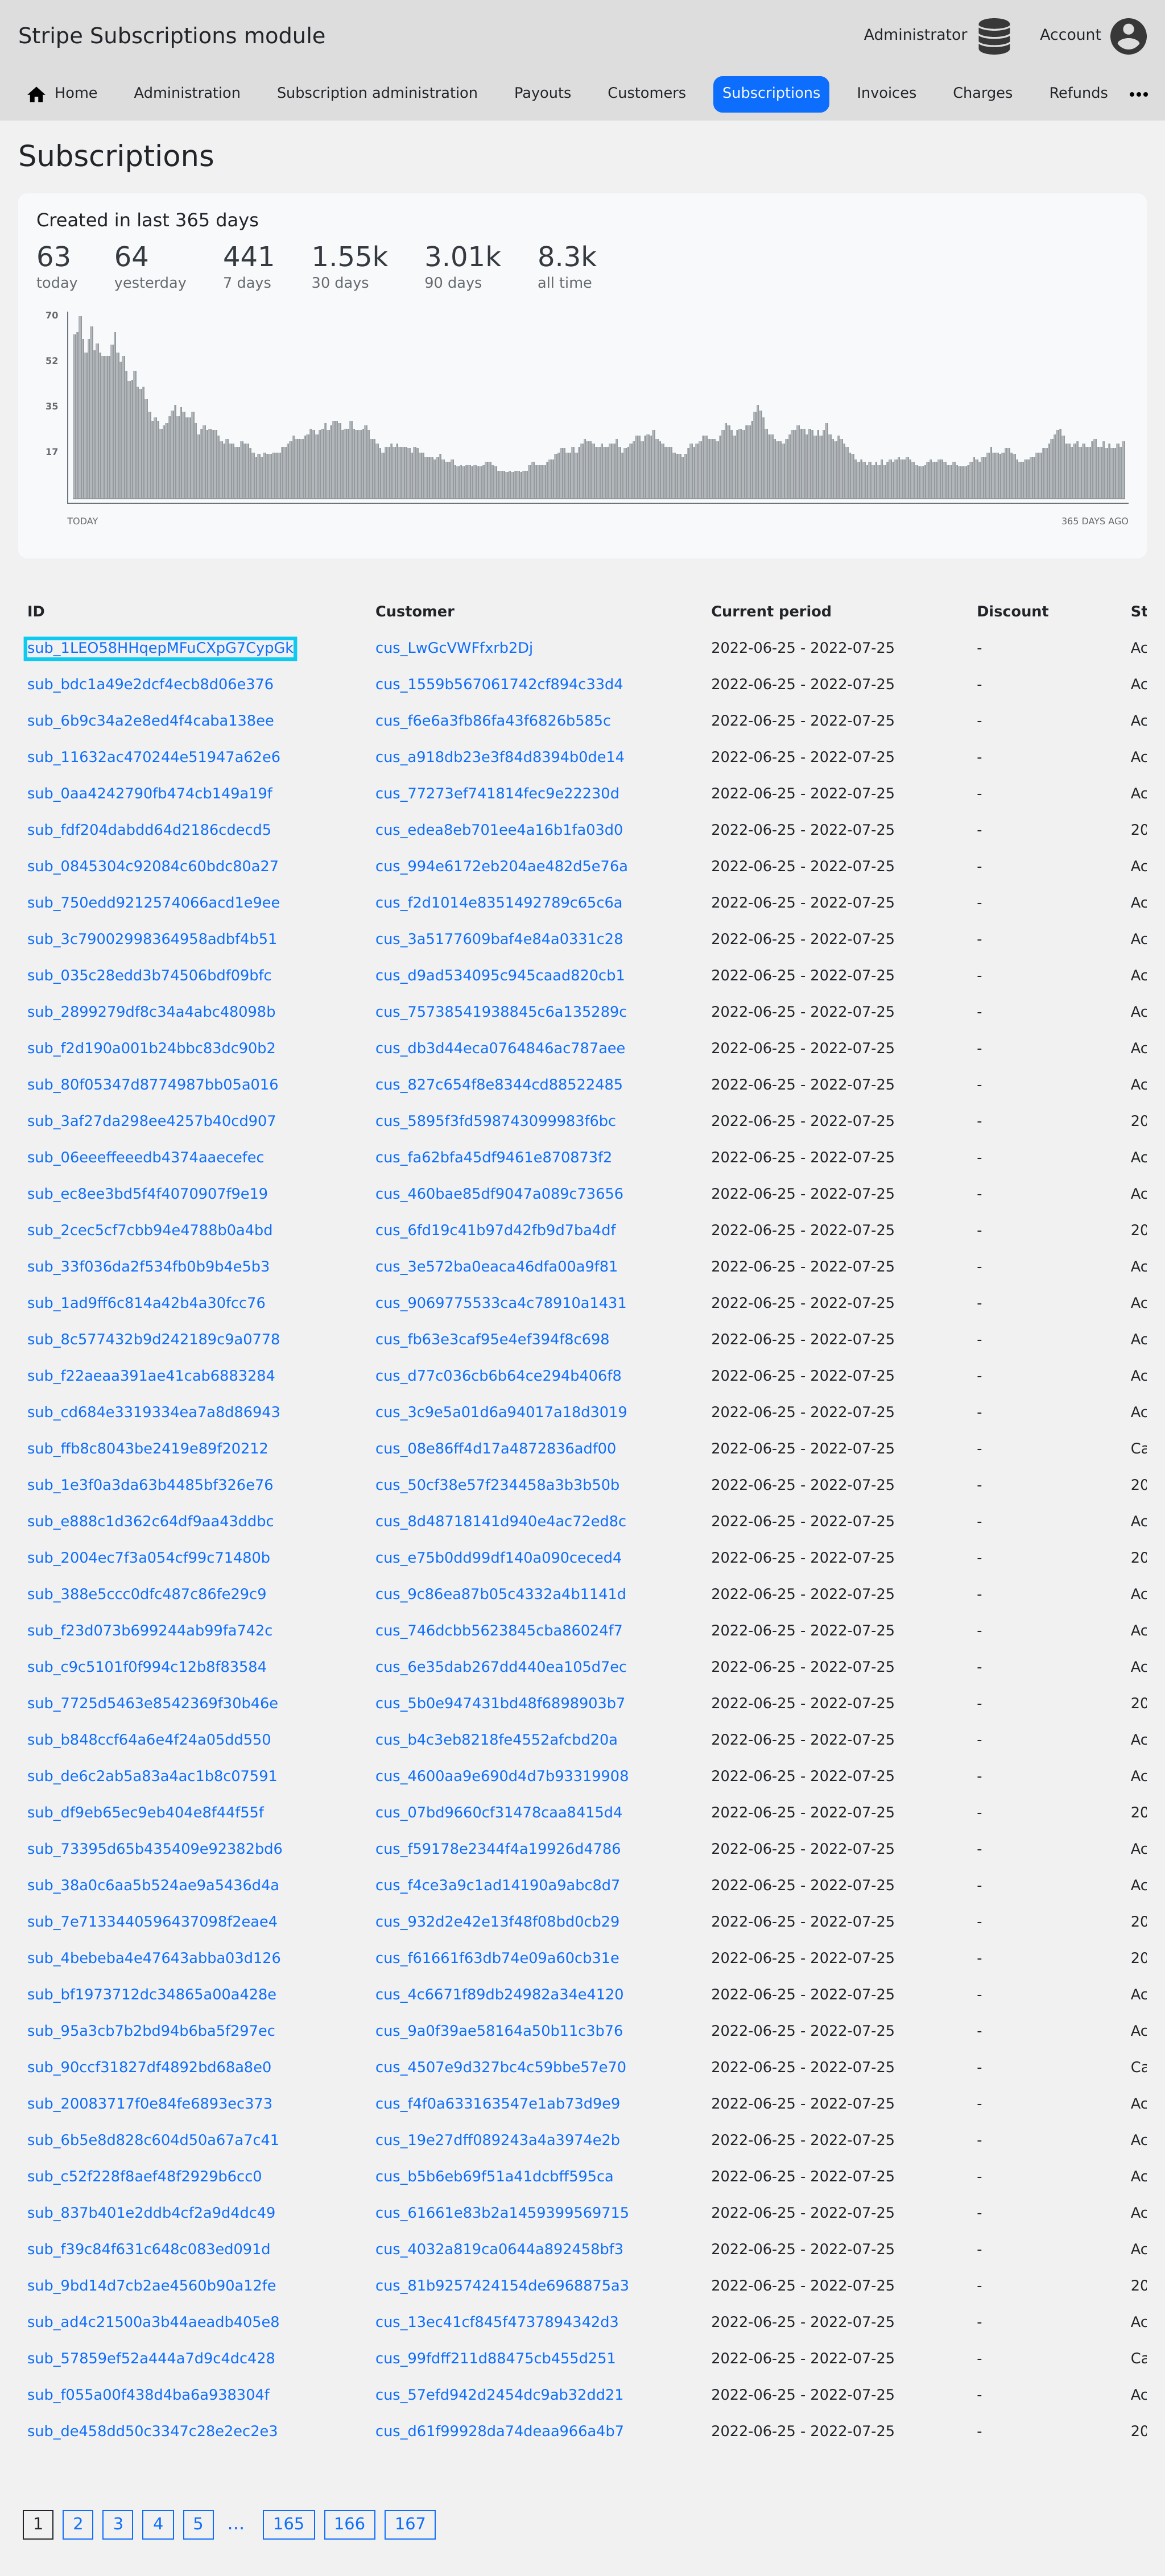 Stripe Subscriptions module
Administrator Account
Home Administration Subscription administration Payouts Customers Subscriptions Invoices Charges Refunds
Subscriptions
Created in last 365 days
63 64 441 1.55k 3.01k 8.3k
today yesterday 7 days 30 days 90 days all time
70
52
35
17
TODAY 365 DAYS AGO
ID Customer Current period Discount St
sub_1LEO58HHqepMFuCXpG7CypGk cus_LwGcVWFfxrb2Dj 2022-06-25 - 2022-07-25 - Ac
sub_bdc1a49e2dcf4ecb8d06e376 cus_1559b567061742cf894c33d4 2022-06-25 - 2022-07-25 - Ac
sub_6b9c34a2e8ed4f4caba138ee cus_f6e6a3fb86fa43f6826b585c 2022-06-25 - 2022-07-25 - Ac
sub_11632ac470244e51947a62e6 cus_a918db23e3f84d8394b0de14 2022-06-25 - 2022-07-25 - Ac
sub_0aa4242790fb474cb149a19f cus_77273ef741814fec9e22230d 2022-06-25 - 2022-07-25 - Ac
sub_fdf204dabdd64d2186cdecd5 cus_edea8eb701ee4a16b1fa03d0 2022-06-25 - 2022-07-25 - 20
sub_0845304c92084c60bdc80a27 cus_994e6172eb204ae482d5e76a 2022-06-25 - 2022-07-25 - Ac
sub_750edd9212574066acd1e9ee cus_f2d1014e8351492789c65c6a 2022-06-25 - 2022-07-25 - Ac
sub_3c79002998364958adbf4b51 cus_3a5177609baf4e84a0331c28 2022-06-25 - 2022-07-25 - Ac
sub_035c28edd3b74506bdf09bfc cus_d9ad534095c945caad820cb1 2022-06-25 - 2022-07-25 - Ac
sub_2899279df8c34a4abc48098b cus_75738541938845c6a135289c 2022-06-25 - 2022-07-25 - Ac
sub_f2d190a001b24bbc83dc90b2 cus_db3d44eca0764846ac787aee 2022-06-25 - 2022-07-25 - Ac
sub_80f05347d8774987bb05a016 cus_827c654f8e8344cd88522485 2022-06-25 - 2022-07-25 - Ac
sub_3af27da298ee4257b40cd907 cus_5895f3fd598743099983f6bc 2022-06-25 - 2022-07-25 - 20
sub_06eeeffeeedb4374aaecefec cus_fa62bfa45df9461e870873f2 2022-06-25 - 2022-07-25 - Ac
sub_ec8ee3bd5f4f4070907f9e19 cus_460bae85df9047a089c73656 2022-06-25 - 2022-07-25 - Ac
sub_2cec5cf7cbb94e4788b0a4bd cus_6fd19c41b97d42fb9d7ba4df 2022-06-25 - 2022-07-25 - 20
sub_33f036da2f534fb0b9b4e5b3 cus_3e572ba0eaca46dfa00a9f81 2022-06-25 - 2022-07-25 - Ac
sub_1ad9ff6c814a42b4a30fcc76 cus_9069775533ca4c78910a1431 2022-06-25 - 2022-07-25 - Ac
sub_8c577432b9d242189c9a0778 cus_fb63e3caf95e4ef394f8c698 2022-06-25 - 2022-07-25 - Ac
sub_f22aeaa391ae41cab6883284 cus_d77c036cb6b64ce294b406f8 2022-06-25 - 2022-07-25 - Ac
sub_cd684e3319334ea7a8d86943 cus_3c9e5a01d6a94017a18d3019 2022-06-25 - 2022-07-25 - Ac
sub_ffb8c8043be2419e89f20212 cus_08e86ff4d17a4872836adf00 2022-06-25 - 2022-07-25 - Ca
sub_1e3f0a3da63b4485bf326e76 cus_50cf38e57f234458a3b3b50b 2022-06-25 - 2022-07-25 - 20
sub_e888c1d362c64df9aa43ddbc cus_8d48718141d940e4ac72ed8c 2022-06-25 - 2022-07-25 - Ac
sub_2004ec7f3a054cf99c71480b cus_e75b0dd99df140a090ceced4 2022-06-25 - 2022-07-25 - 20
sub_388e5ccc0dfc487c86fe29c9 cus_9c86ea87b05c4332a4b1141d 2022-06-25 - 2022-07-25 - Ac
sub_f23d073b699244ab99fa742c cus_746dcbb5623845cba86024f7 2022-06-25 - 2022-07-25 - Ac
sub_c9c5101f0f994c12b8f83584 cus_6e35dab267dd440ea105d7ec 2022-06-25 - 2022-07-25 - Ac
sub_7725d5463e8542369f30b46e cus_5b0e947431bd48f6898903b7 2022-06-25 - 2022-07-25 - 20
sub_b848ccf64a6e4f24a05dd550 cus_b4c3eb8218fe4552afcbd20a 2022-06-25 - 2022-07-25 - Ac
sub_de6c2ab5a83a4ac1b8c07591 cus_4600aa9e690d4d7b93319908 2022-06-25 - 2022-07-25 - Ac
sub_df9eb65ec9eb404e8f44f55f cus_07bd9660cf31478caa8415d4 2022-06-25 - 2022-07-25 - 20
sub_73395d65b435409e92382bd6 cus_f59178e2344f4a19926d4786 2022-06-25 - 2022-07-25 - Ac
sub_38a0c6aa5b524ae9a5436d4a cus_f4ce3a9c1ad14190a9abc8d7 2022-06-25 - 2022-07-25 - Ac
sub_7e7133440596437098f2eae4 cus_932d2e42e13f48f08bd0cb29 2022-06-25 - 2022-07-25 - 20
sub_4bebeba4e47643abba03d126 cus_f61661f63db74e09a60cb31e 2022-06-25 - 2022-07-25 - 20
sub_bf1973712dc34865a00a428e cus_4c6671f89db24982a34e4120 2022-06-25 - 2022-07-25 - Ac
sub_95a3cb7b2bd94b6ba5f297ec cus_9a0f39ae58164a50b11c3b76 2022-06-25 - 2022-07-25 - Ac
sub_90ccf31827df4892bd68a8e0 cus_4507e9d327bc4c59bbe57e70 2022-06-25 - 2022-07-25 - Ca
sub_20083717f0e84fe6893ec373 cus_f4f0a633163547e1ab73d9e9 2022-06-25 - 2022-07-25 - Ac
sub_6b5e8d828c604d50a67a7c41 cus_19e27dff089243a4a3974e2b 2022-06-25 - 2022-07-25 - Ac
sub_c52f228f8aef48f2929b6cc0 cus_b5b6eb69f51a41dcbff595ca 2022-06-25 - 2022-07-25 - Ac
sub_837b401e2ddb4cf2a9d4dc49 cus_61661e83b2a1459399569715 2022-06-25 - 2022-07-25 - Ac
sub_f39c84f631c648c083ed091d cus_4032a819ca0644a892458bf3 2022-06-25 - 2022-07-25 - Ac
sub_9bd14d7cb2ae4560b90a12fe cus_81b9257424154de6968875a3 2022-06-25 - 2022-07-25 - 20
sub_ad4c21500a3b44aeadb405e8 cus_13ec41cf845f4737894342d3 2022-06-25 - 2022-07-25 - Ac
sub_57859ef52a444a7d9c4dc428 cus_99fdff211d88475cb455d251 2022-06-25 - 2022-07-25 - Ca
sub_f055a00f438d4ba6a938304f cus_57efd942d2454dc9ab32dd21 2022-06-25 - 2022-07-25 - Ac
sub_de458dd50c3347c28e2ec2e3 cus_d61f99928da74deaa966a4b7 2022-06-25 - 2022-07-25 - 20
1 2 3 4 5 ... 165 166 167